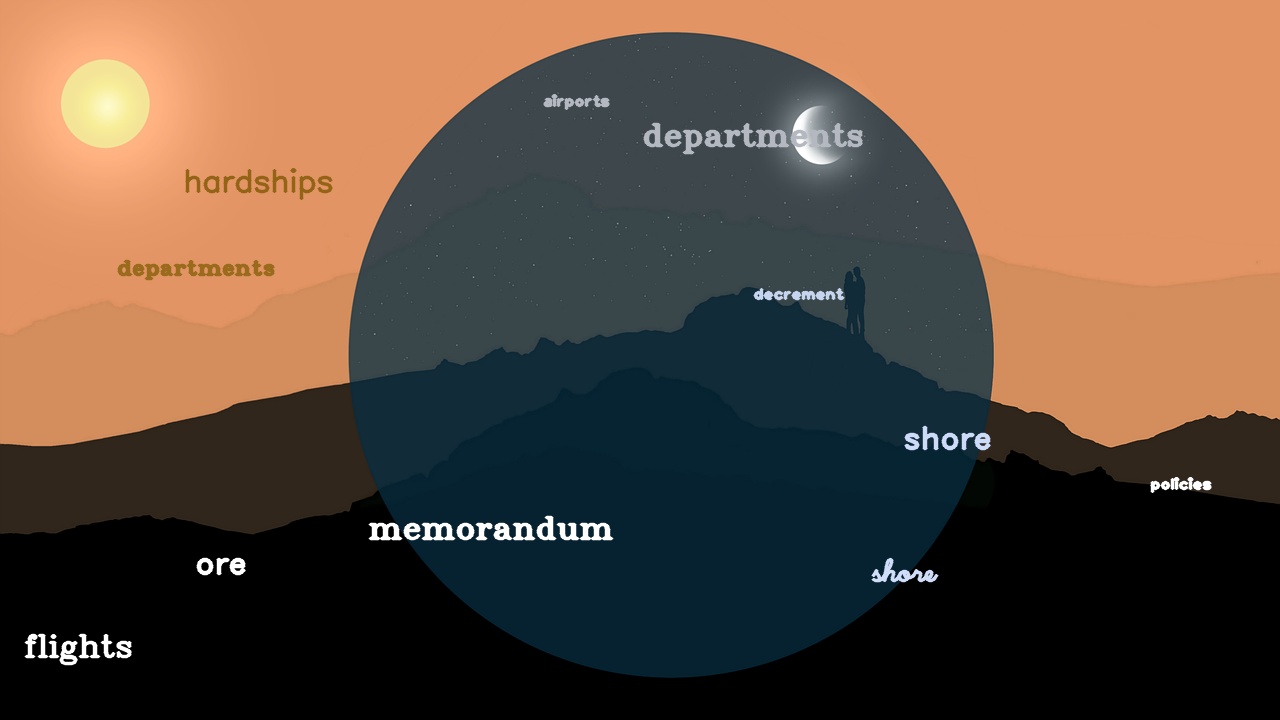 airports
departments
hardships
departments
decrement
shore
policies
memorandum
ore
shore
flights